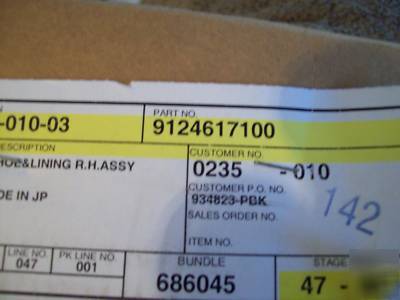 -010-03
PART NO.
9124617100
DESCRIPTION
HOE&LINING R.H.ASSY
DE IN JP
CUSTOMER NO.
0235 -010
CUSTOMER P.O. NO.
934823-PBK
SALES ORDER NO.
ITEM NO.
142
LINE NO.
047
PK LINE NO.
001
BUNDLE
686045
STAGE
47 -